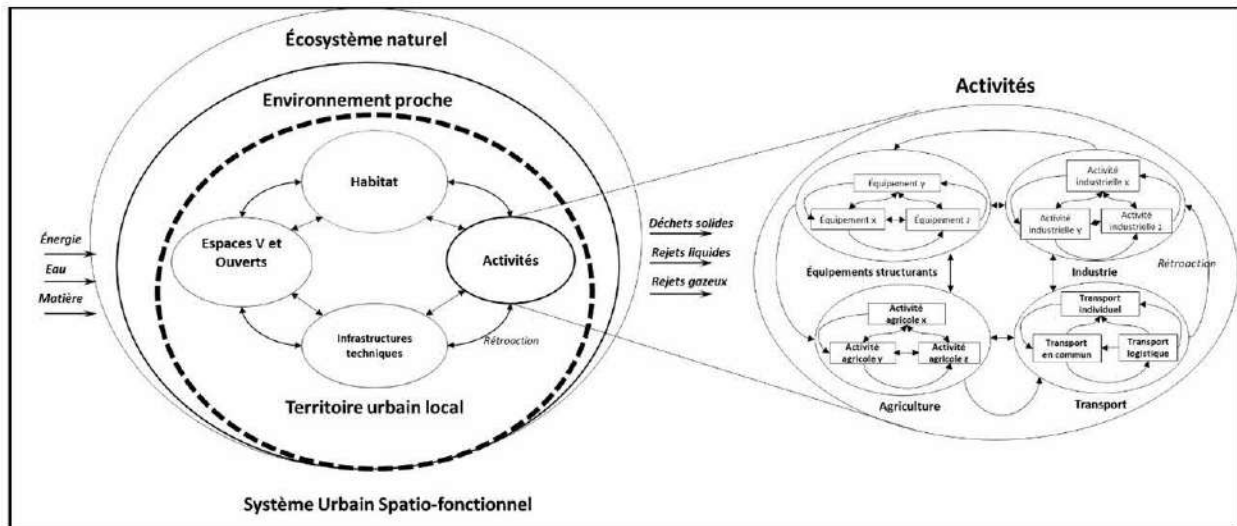 Écosystème naturel
Environnement proche
Habitat
Espaces V et
Ouverts
Activités
Infrastructures
techniques
Rétroaction
Territoire urbain local
Système Urbain Spatio-fonctionnel
Énergie
Eau
Matière
Déchets solides
Rejets liquides
Rejets gazeux
Activités
Équipement y
Équipement x
Équipement z
Équipements structurants
Activité
industrielle x
Activité
industrielle y
Activité
industrielle z
Industrie
Rétroaction
Activité
agricole x
Activité
agricole y
Activité
agricole z
Agriculture
Transport
individuel
Transport
en commun
Transport
logistique
Transport